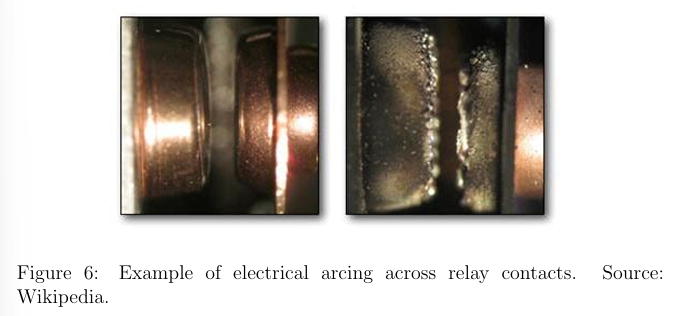 Figure 6: Example of electrical arcing across relay contacts. Source:
Wikipedia.